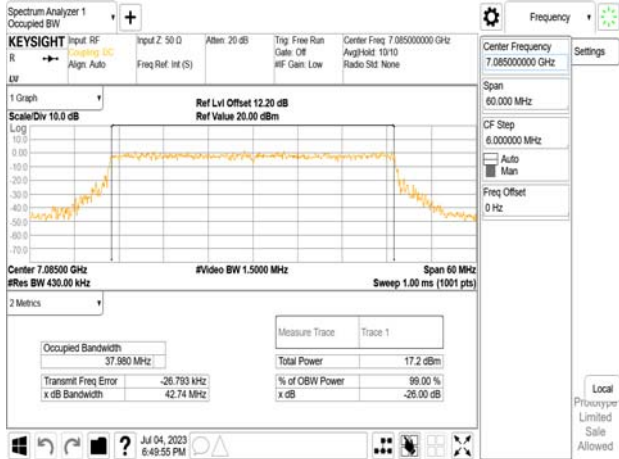 Spectrum Analyzer 1
Occupied BW
+
Frequency
KEYSIGHT
R
Input: RF
Coupling: DC
Align: Auto
Input Z: 50 Ω
Freq Ref: Int (S)
Atten: 20 dB
Trig: Free Run
Gate: Off
#IF Gain: Low
Center Freq: 7.085000000 GHz
Avg|Hold: 10/10
Radio Std: None
LV
1 Graph
Scale/Div 10.0 dB
Ref Lvl Offset 12.20 dB
Ref Value 20.00 dBm
Log
10.0
0.00
-10.0
-20.0
-30.0
-40.0
-50.0
-60.0
-70.0
Center 7.08500 GHz
#Res BW 430.00 kHz
#Video BW 1.5000 MHz
Span 60 MHz
Sweep 1.00 ms (1001 pts)
2 Metrics
Measure Trace
Trace 1
Occupied Bandwidth
37.980 MHz
Total Power
17.2 dBm
Transmit Freq Error
-26.793 kHz
% of OBW Power
99.00 %
x dB Bandwidth
42.74 MHz
x dB
-26.00 dB
?
Jul 04, 2023
6:49:55 PM
Center Frequency
7.085000000 GHz
Settings
Span
60.000 MHz
CF Step
6.000000 MHz
Auto
Man
Freq Offset
0 Hz
Local
Prototype
Limited
Sale
Allowed